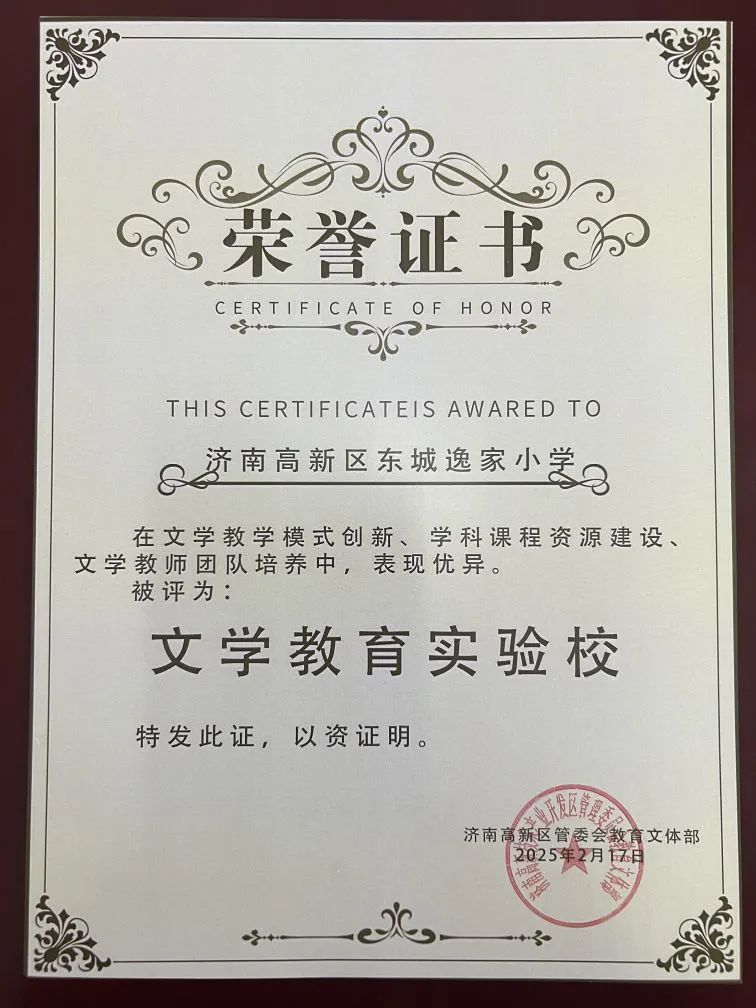 荣誉证书
CERTIFICATE OF HONOR
THIS CERTIFICATEIS AWARED TO
济南高新区东城逸家小学
在文学教学模式创新、学科课程资源建设、
文学教师团队培养中，表现优异。
被评为：
文学教育实验校
特发此证，以资证明。
济南高新区管委会教育文体部
2025年2月17日